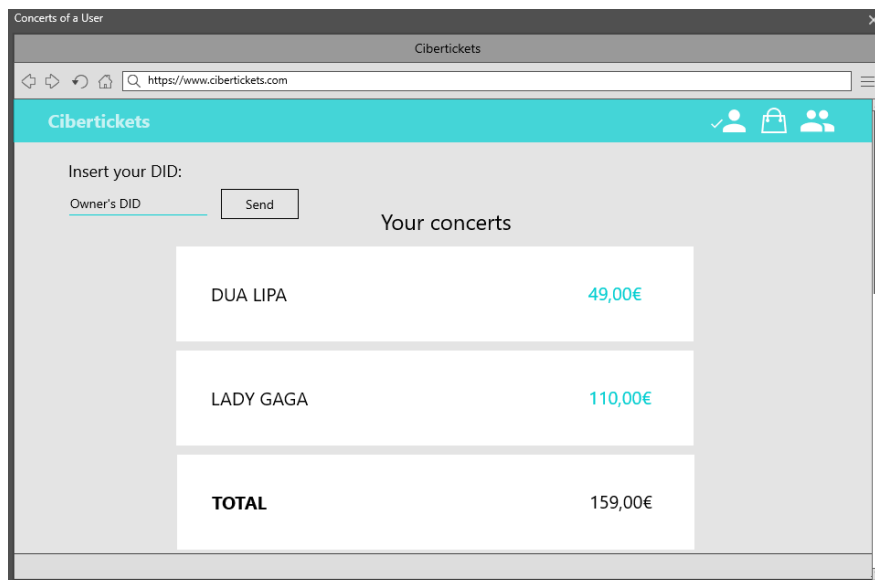 Concerts of a User
Cibertickets
https://www.cibertickets.com
Cibertickets
Insert your DID:
Owner's DID
Send
Your concerts
DUA LIPA 49,00€
LADY GAGA 110,00€
TOTAL 159,00€